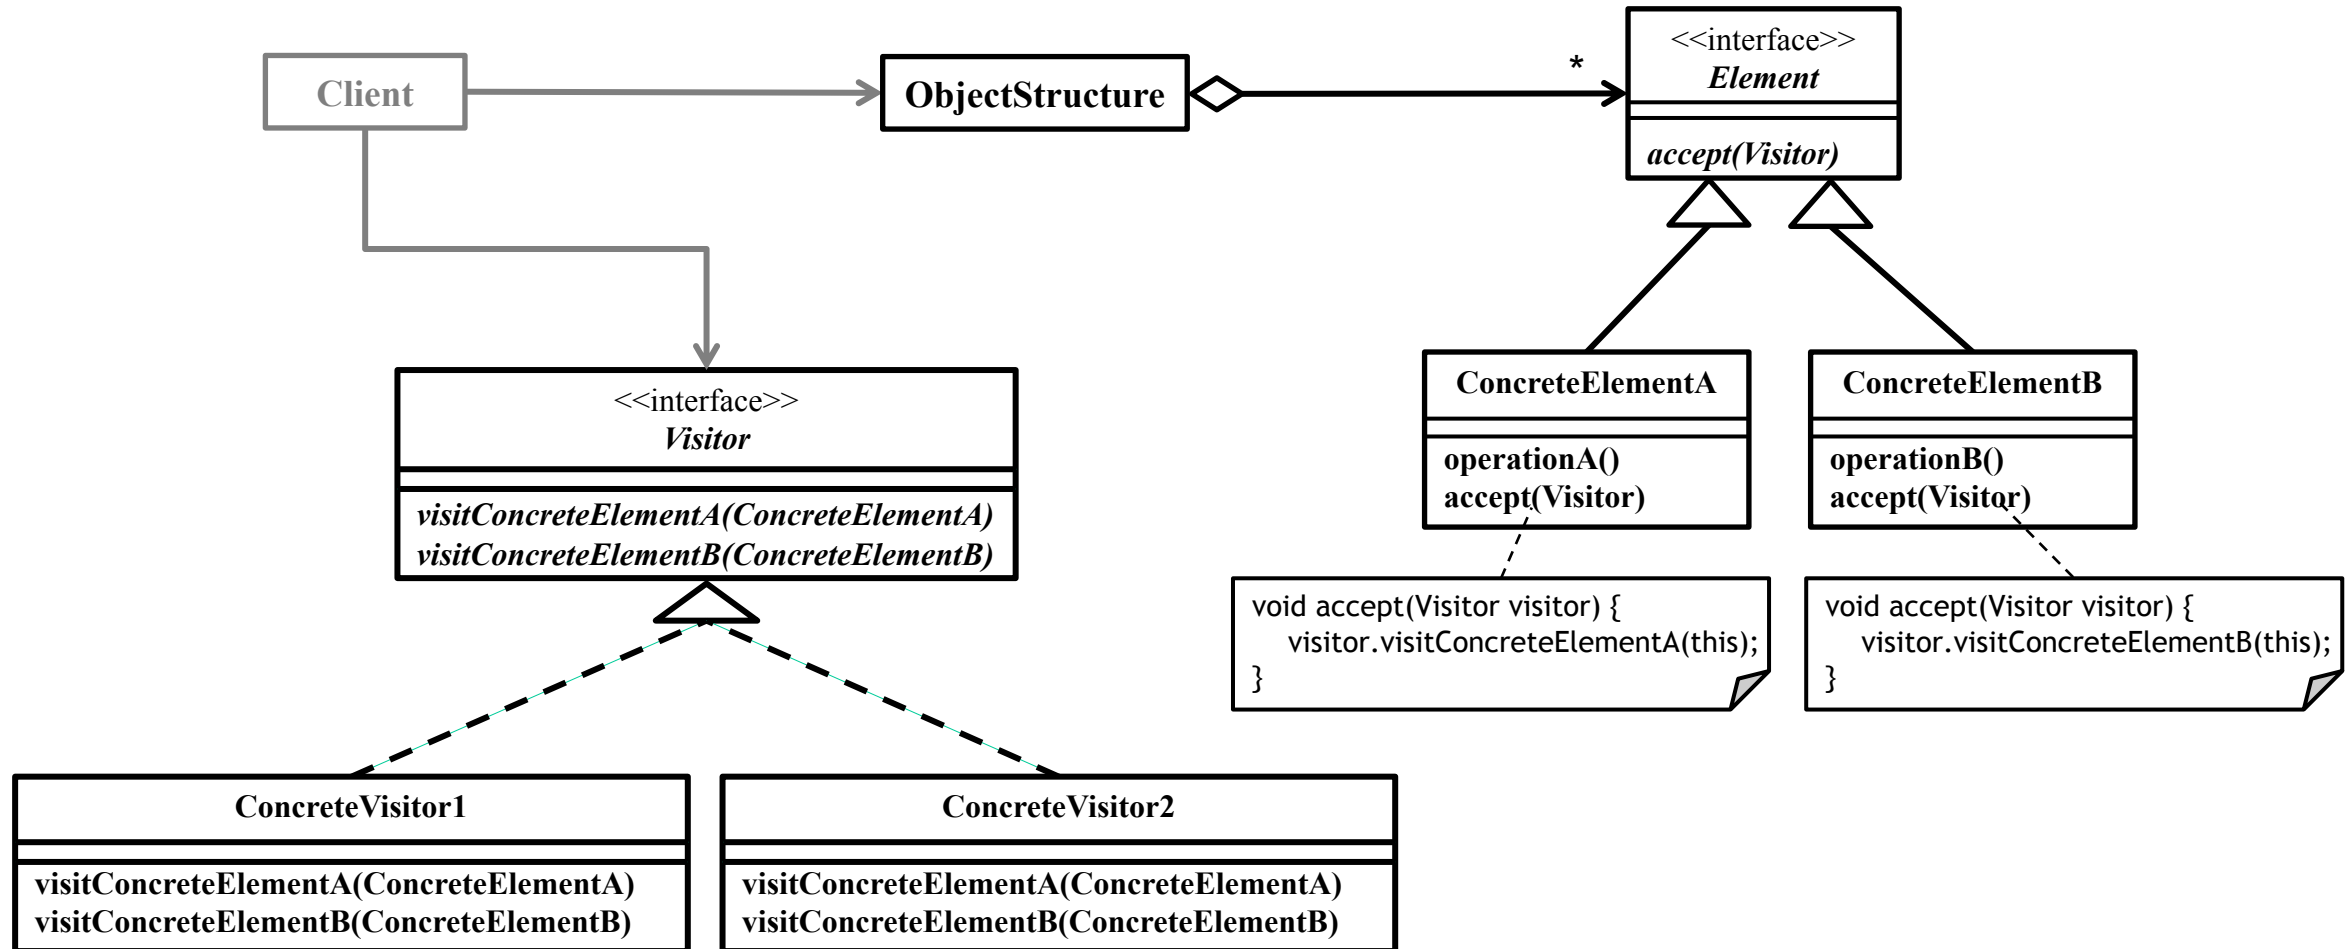 Client
ObjectStructure
*
<<interface>>
Element
accept(Visitor)
<<interface>>
Visitor
visitConcreteElementA(ConcreteElementA)
visitConcreteElementB(ConcreteElementB)
ConcreteElementA
operationA()
accept(Visitor)
ConcreteElementB
operationB()
accept(Visitor)
void accept(Visitor visitor) {
visitor.visitConcreteElementA(this);
}
void accept(Visitor visitor) {
visitor.visitConcreteElementB(this);
}
ConcreteVisitor1
visitConcreteElementA(ConcreteElementA)
visitConcreteElementB(ConcreteElementB)
ConcreteVisitor2
visitConcreteElementA(ConcreteElementA)
visitConcreteElementB(ConcreteElementB)